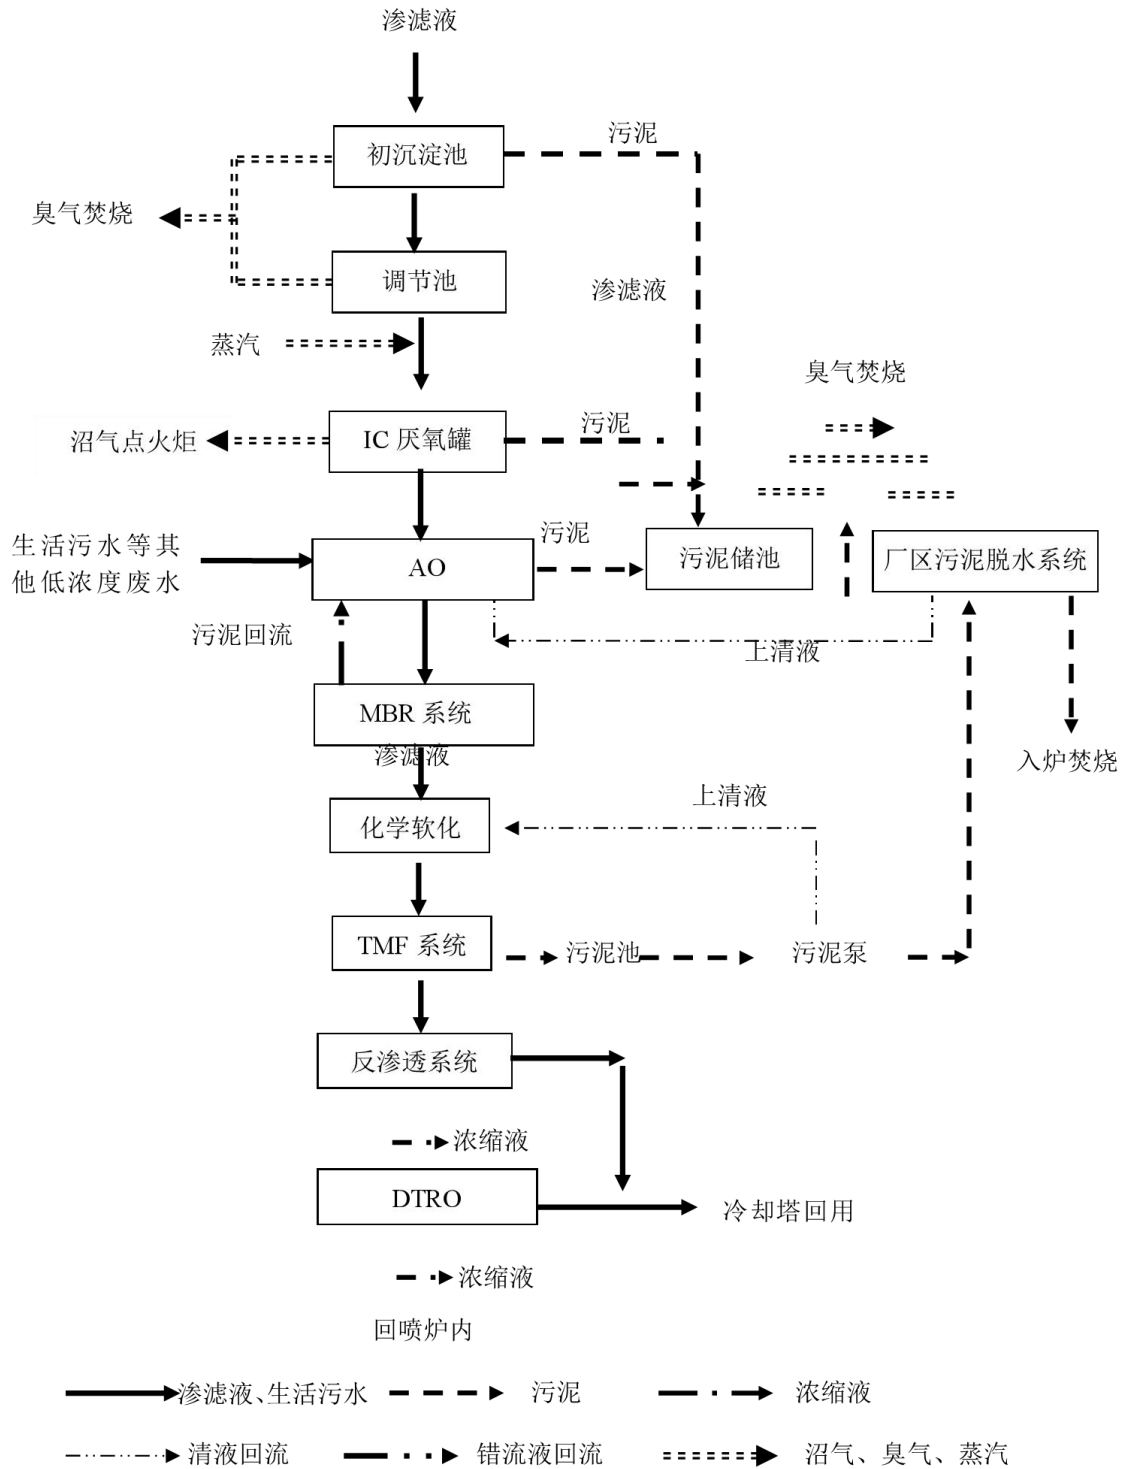 渗滤液
初沉淀池
污泥
臭气焚烧
调节池
渗滤液
蒸汽
臭气焚烧
沼气点火炬
IC 厌氧罐
污泥
生活污水等其
他低浓度废水
AO
污泥
污泥储池
厂区污泥脱水系统
污泥回流
上清液
MBR 系统
渗滤液
入炉焚烧
化学软化
上清液
TMF 系统
污泥池
污泥泵
反渗透系统
浓缩液
DTRO
冷却塔回用
浓缩液
回喷炉内
渗滤液、生活污水
污泥
浓缩液
清液回流
错流液回流
沼气、臭气、蒸汽